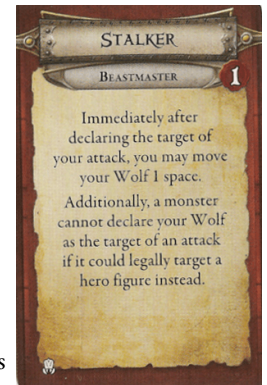 STALKER
BEASTMASTER
1
Immediately after
declaring the target of
your attack, you may move
your Wolf 1 space.
Additionally, a monster
cannot declare your Wolf
as the target of an attack
if it could legally target a
hero figure instead.
s